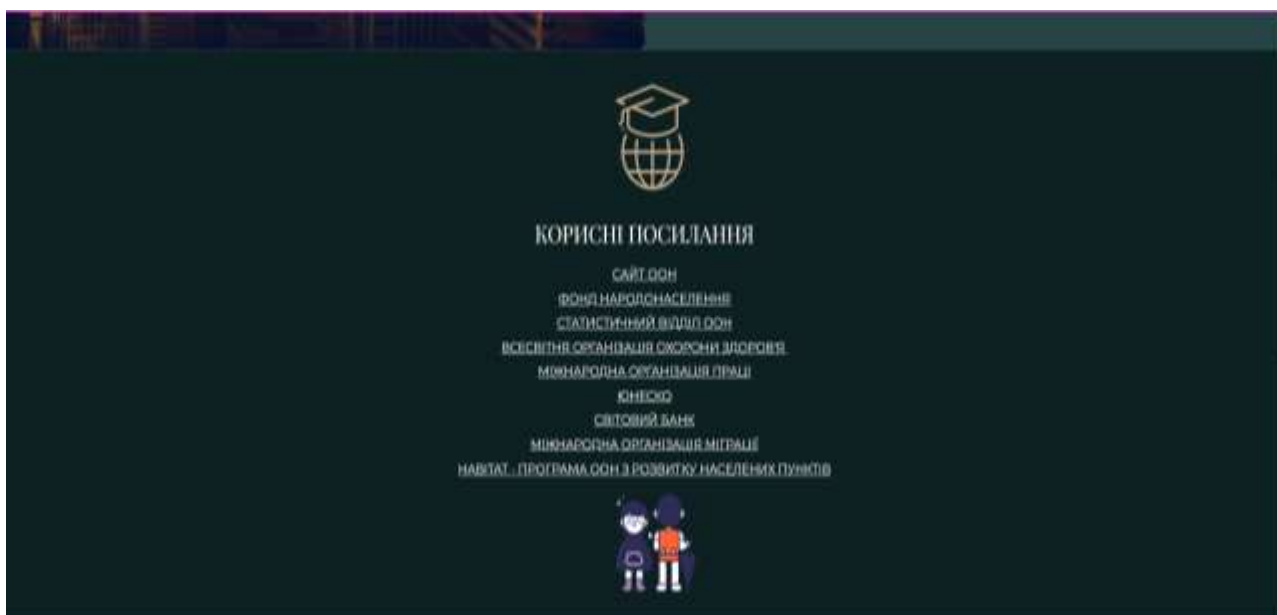 КОРИСНІ ПОСИЛАННЯ
САЙТ ООН
ФОНД НАРОДОНАСЕЛЕННЯ
СТАТИСТИЧНИЙ ВІДДІЛ ООН
ВСЕСВІТНЯ ОРГАНІЗАЦІЯ ОХОРОНИ ЗДОРОВ'Я
МІЖНАРОДНА ОРГАНІЗАЦІЯ ПРАЦІ
ЮНЕСКО
СВІТОВИЙ БАНК
МІЖНАРОДНА ОРГАНІЗАЦІЯ МІГРАЦІЇ
НАВІТАТ - ПРОГРАМА ООН З РОЗВИТКУ НАСЕЛЕНИХ ПУНКТІВ